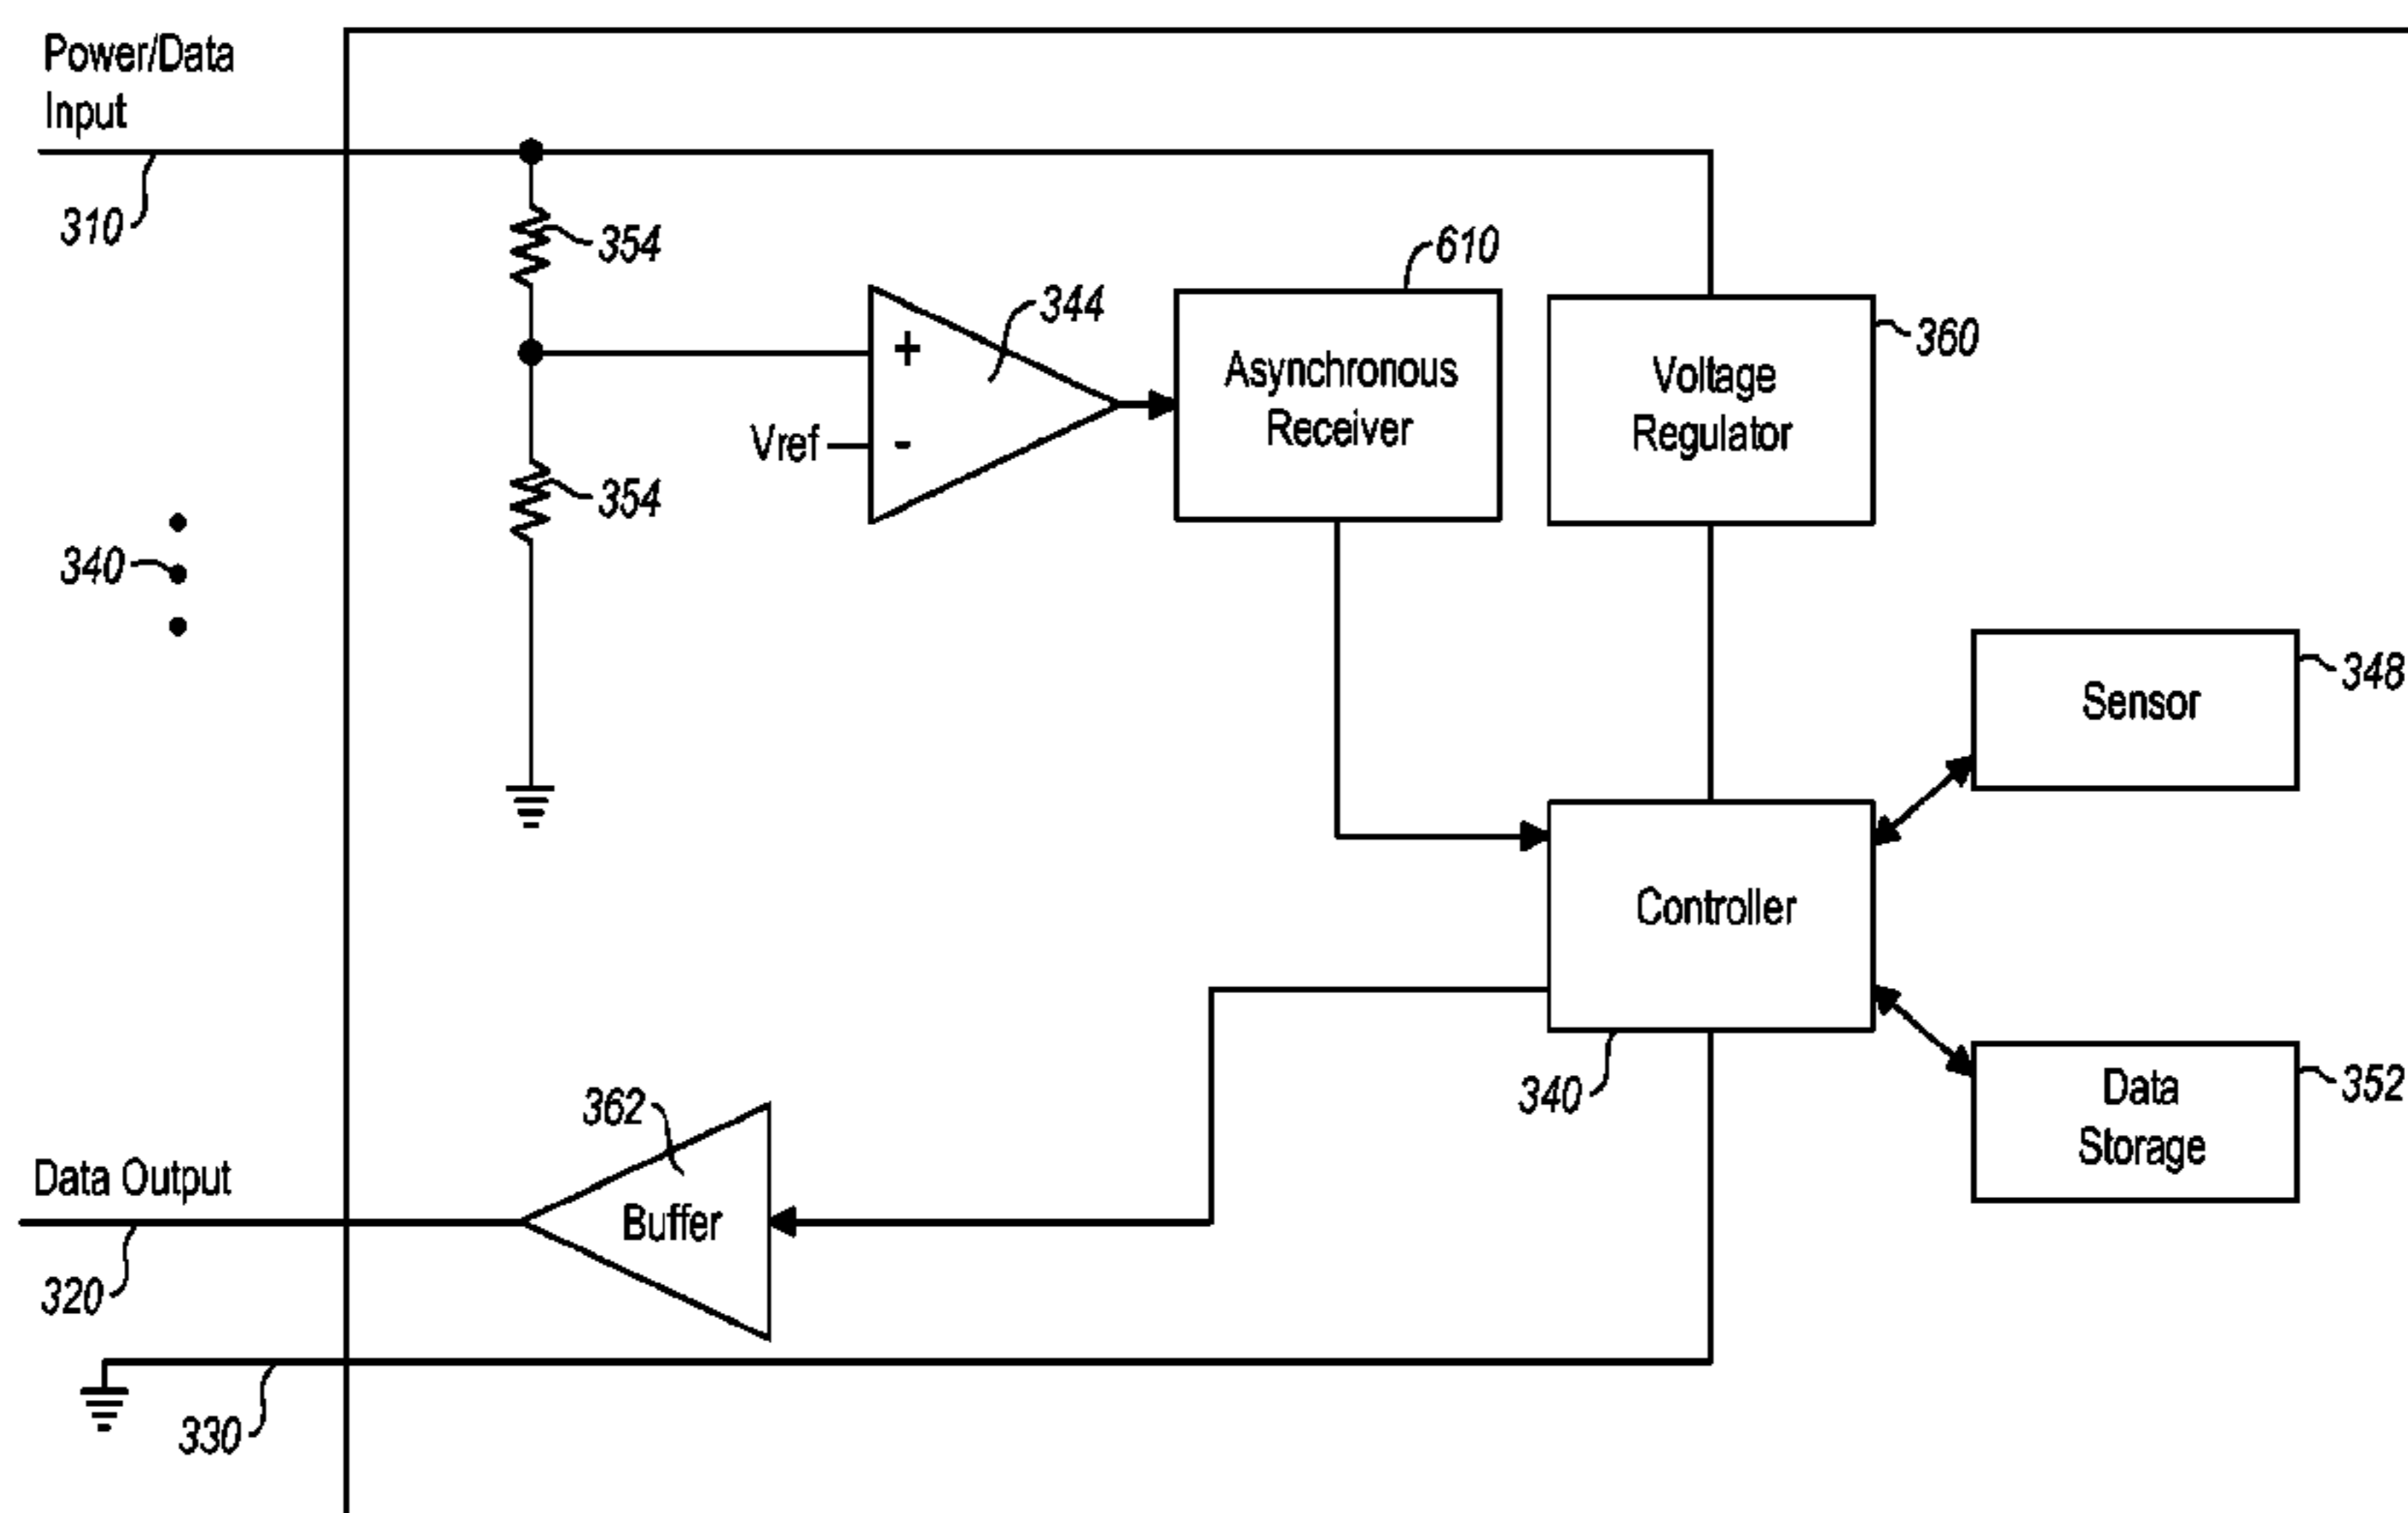 Power/Data
Input
310
354
344
610
360
+
-
Vref
Asynchronous
Receiver
Voltage
Regulator
354
340
348
Sensor
Controller
340
352
Data
Storage
362
Buffer
Data Output
320
330